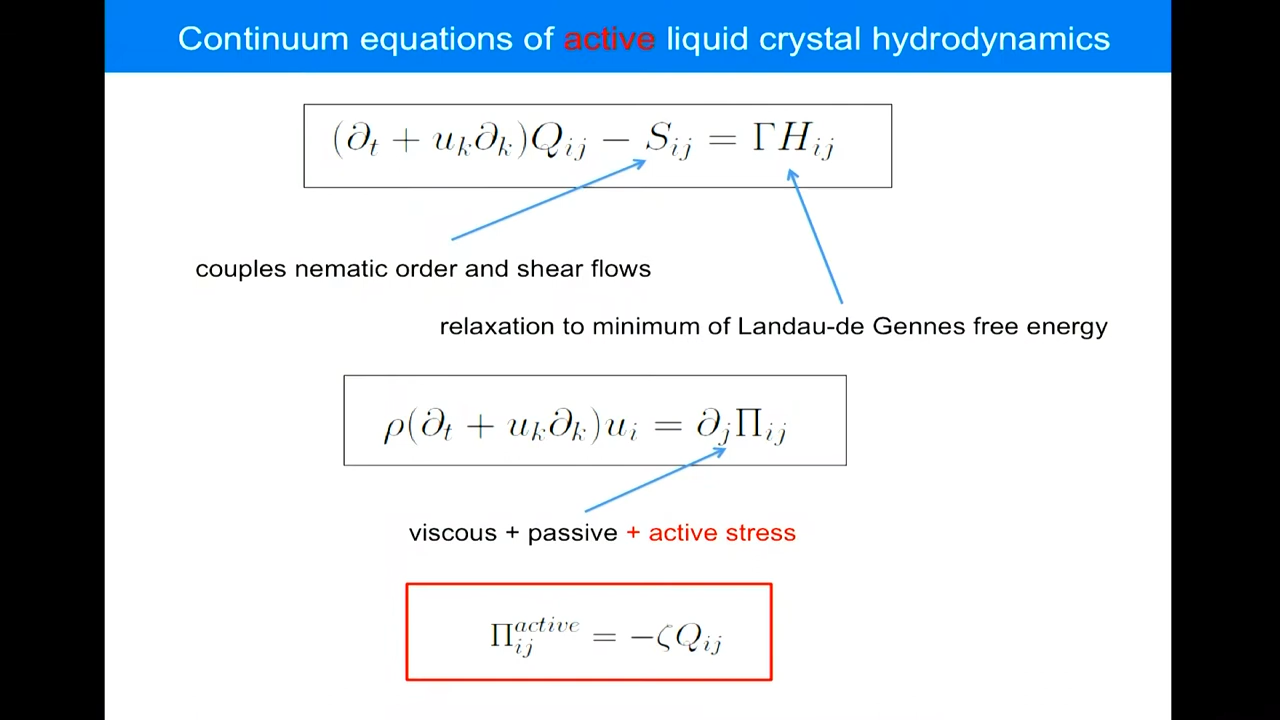 Continuum equations of active liquid crystal hydrodynamics
(∂ₜ + uₖ∂ₖ)Qᵢⱼ − Sᵢⱼ = ΓHᵢⱼ
couples nematic order and shear flows
relaxation to minimum of Landau-de Gennes free energy
ρ(∂ₜ + uₖ∂ₖ)uᵢ = ∂ⱼΠᵢⱼ
viscous + passive + active stress
Πᵢⱼ^{active} = −ζQᵢⱼ